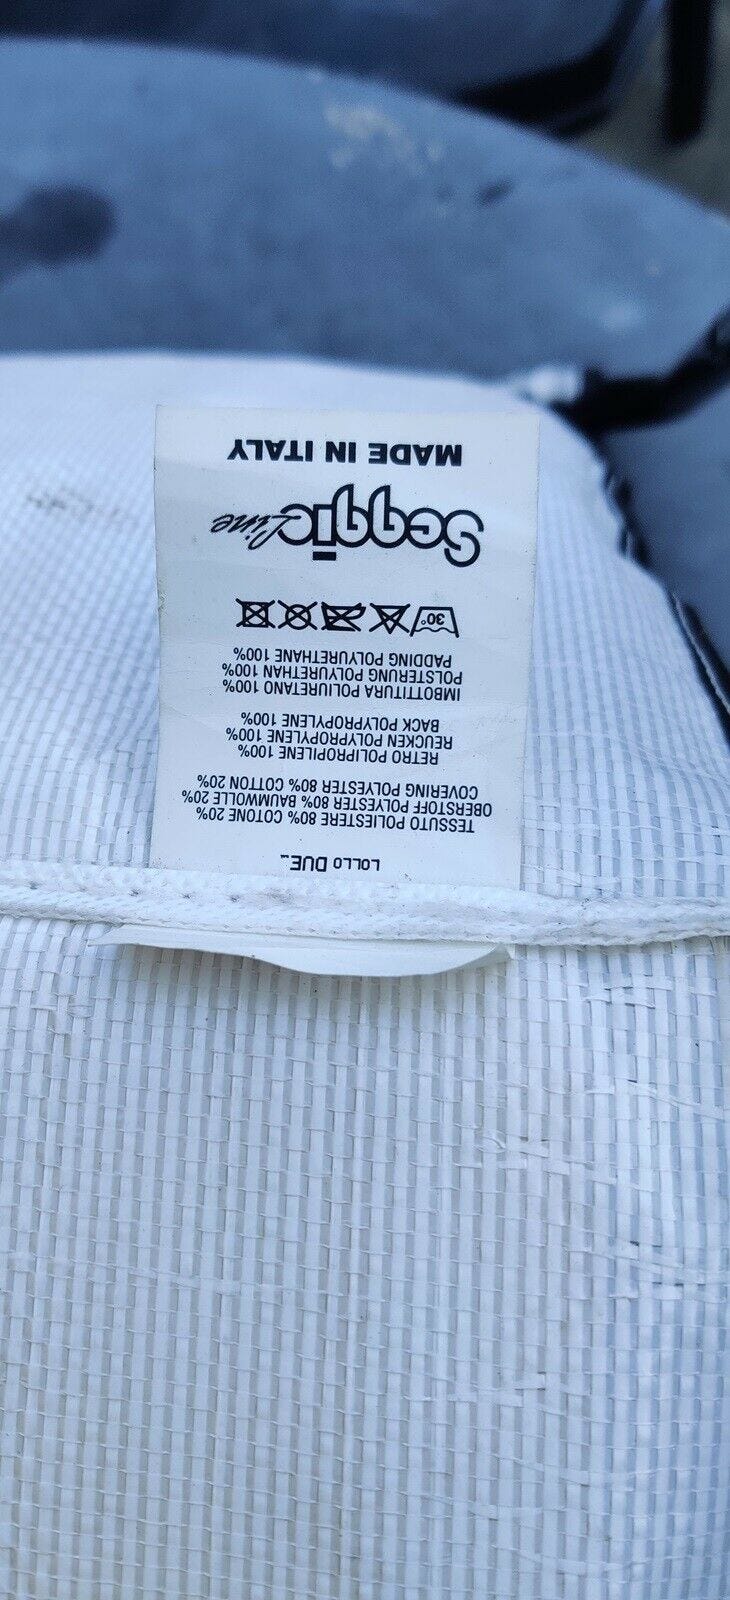 LOLLO DUE™
TESSUTO POLIESTERE 80% COTONE 20%
OBERSTOFF POLYESTER 80% BAUMWOLLE 20%
COVERING POLYESTER 80% COTTON 20%
RETRO POLIPROPILENE 100%
REUCKEN POLYPROPYLENE 100%
BACK POLYPROPYLENE 100%
IMBOTTITURA POLIURETANO 100%
POLSTERUNG POLYURETHAN 100%
PADDING POLYURETHANE 100%
30°
Seggio Line
MADE IN ITALY